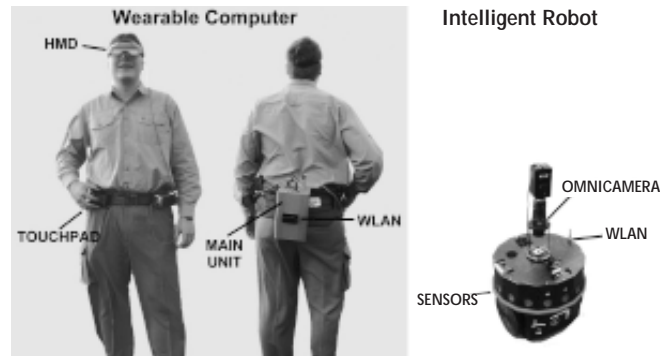 Wearable Computer
HMD
TOUCHPAD
MAIN
UNIT
WLAN
Intelligent Robot
OMNICAMERA
WLAN
SENSORS